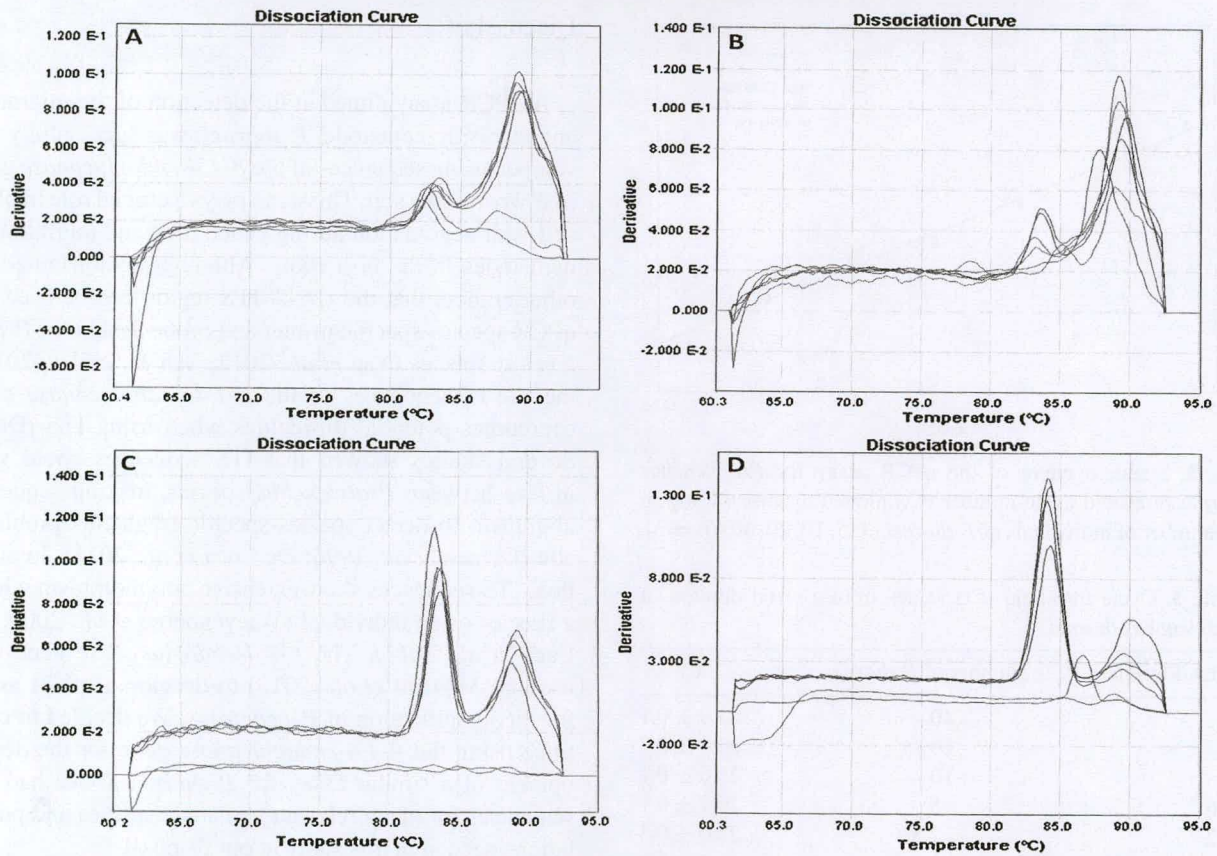 Dissociation Curve
A
1.200 E-1
1.000 E-1
8.000 E-2
6.000 E-2
4.000 E-2
2.000 E-2
0.000
-2.000 E-2
-4.000 E-2
-6.000 E-2
Derivative
60.1 65.0 70.0 75.0 80.0 85.0 90.0 95.0
Temperature (°C)
Dissociation Curve
B
1.400 E-1
1.200 E-1
1.000 E-1
8.000 E-2
6.000 E-2
4.000 E-2
2.000 E-2
0.000
-2.000 E-2
Derivative
60.3 65.0 70.0 75.0 80.0 85.0 90.0 95.0
Temperature (°C)
Dissociation Curve
C
1.400 E-1
1.200 E-1
1.000 E-1
8.000 E-2
6.000 E-2
4.000 E-2
2.000 E-2
0.000
Derivative
60.2 65.0 70.0 75.0 80.0 85.0 90.0 95.0
Temperature (°C)
Dissociation Curve
D
1.300 E-1
8.000 E-2
3.000 E-2
-2.000 E-2
Derivative
60.3 65.0 70.0 75.0 80.0 85.0 90.0 95.0
Temperature (°C)